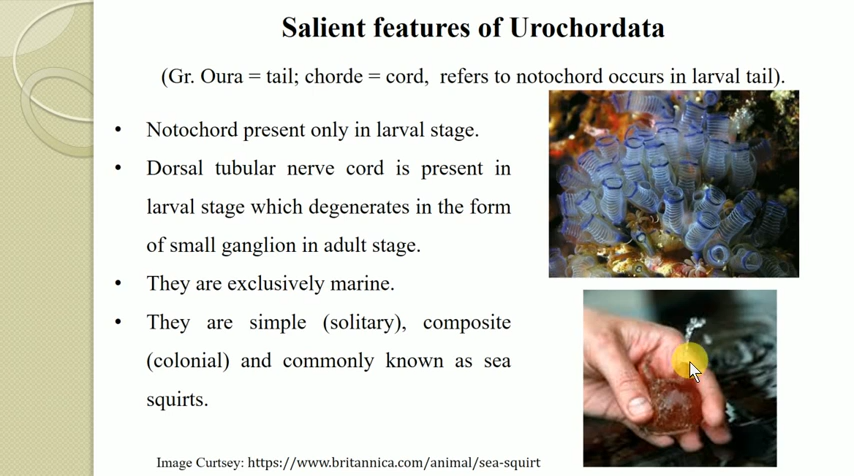 Salient features of Urochordata
(Gr. Oura = tail; chorde = cord, refers to notochord occurs in larval tail).
• Notochord present only in larval stage.
• Dorsal tubular nerve cord is present in
larval stage which degenerates in the form
of small ganglion in adult stage.
• They are exclusively marine.
• They are simple (solitary), composite
(colonial) and commonly known as sea
squirts.
Image Curtsey: https://www.britannica.com/animal/sea-squirt